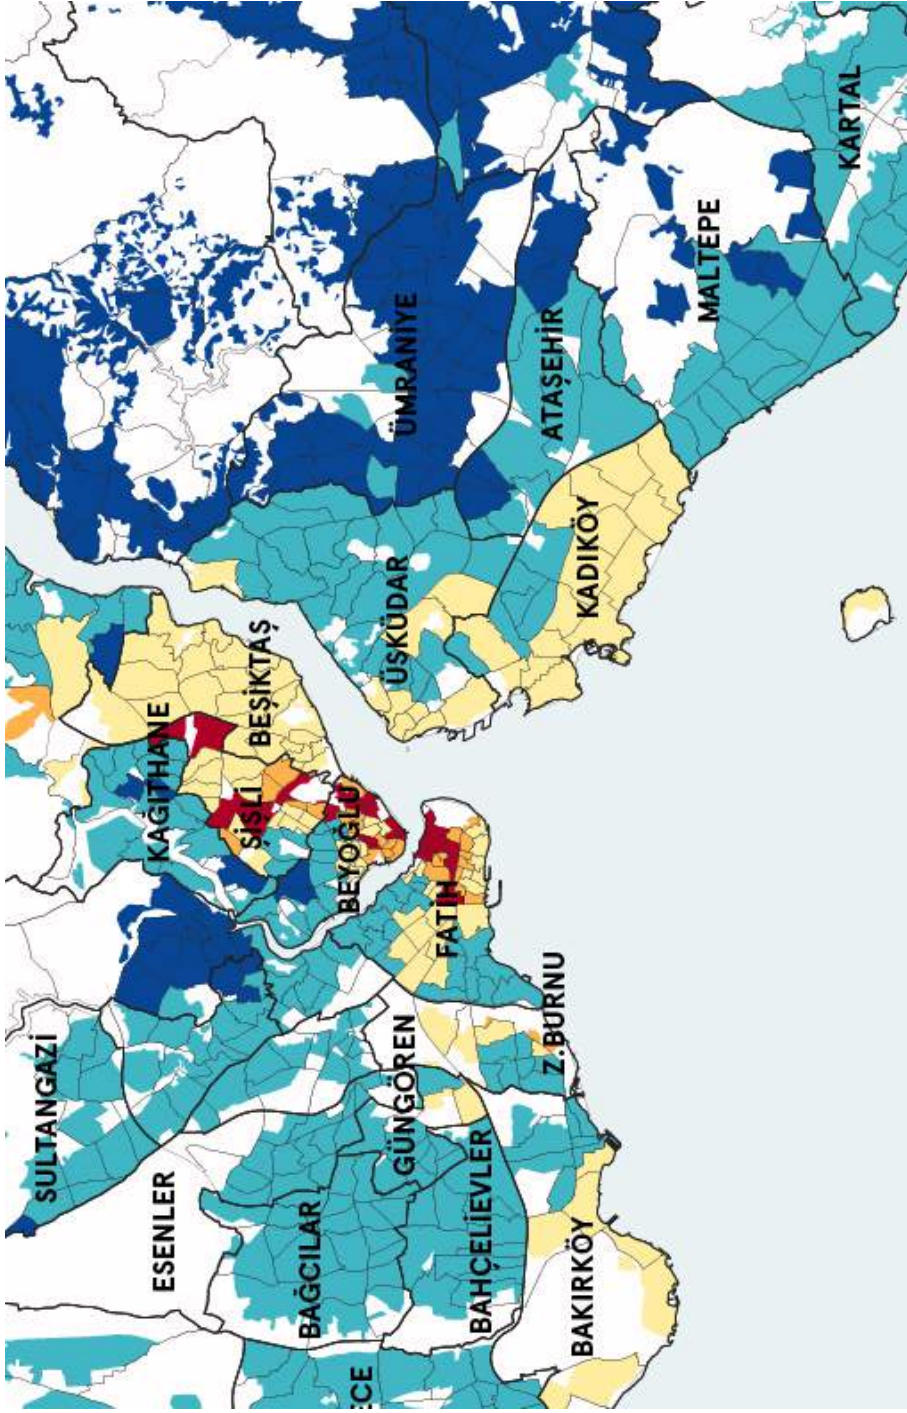 SULTANGAZİ
ESENLER
KAĞITHANE
ŞİŞLİ
BEŞİKTAŞ
BAĞCILAR
ECE
BEYOĞLU
GÜNGÖREN
ÜSKÜDAR
ÜMRANİYE
FATİH
BAHÇELİEVLER
Z.BURNU
ATAŞEHİR
BAKIRKÖY
KADIKÖY
MALTEPE
KARTAL